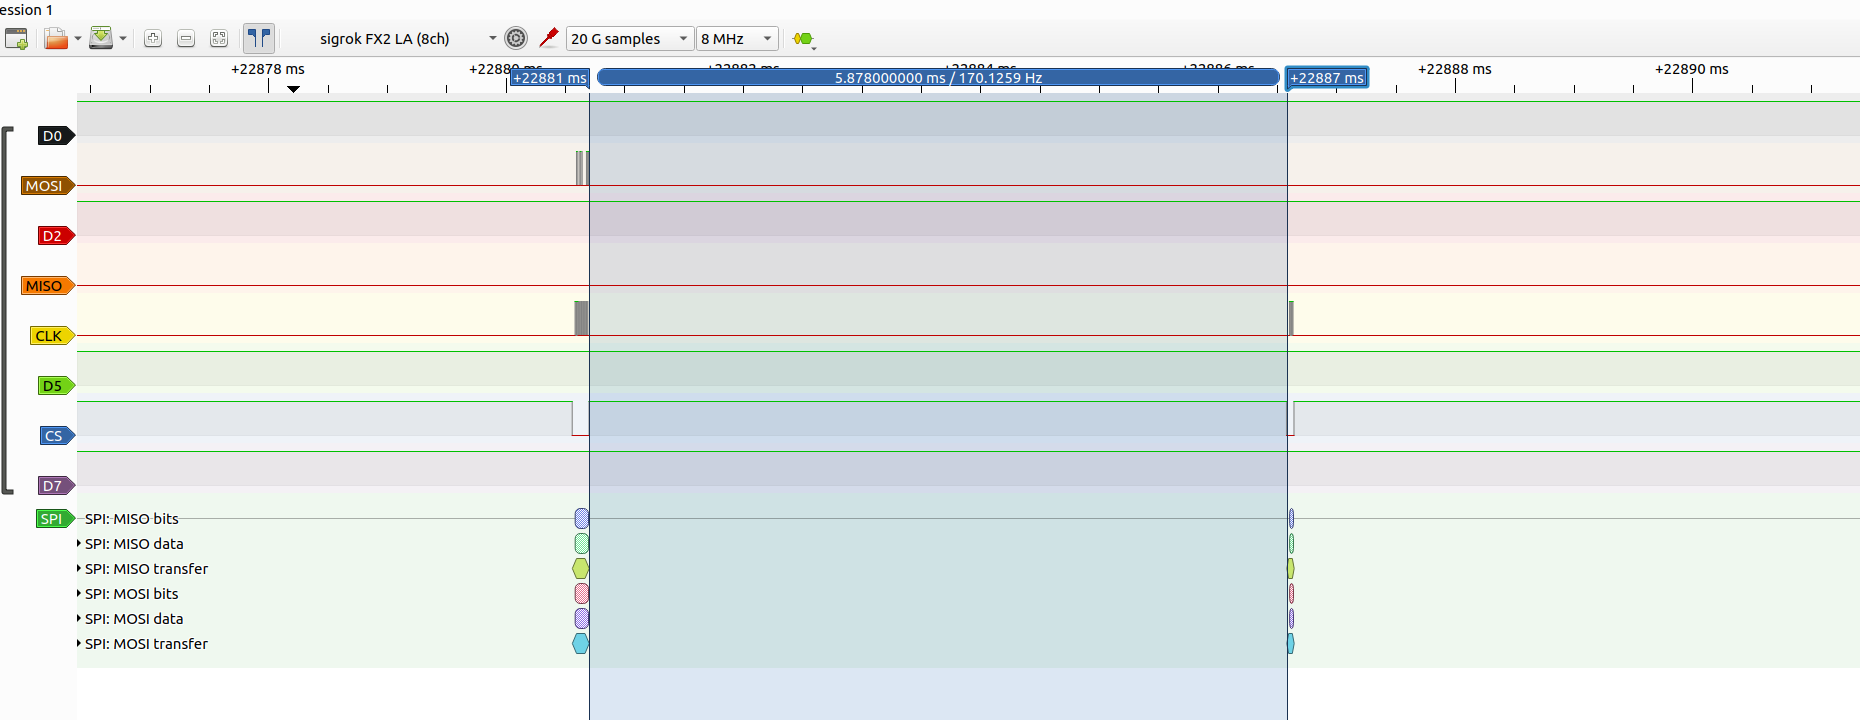 ession 1
sigrok FX2 LA (8ch)
20 G samples
8 MHz
+22878 ms
+22881 ms
5.878000000 ms / 170.1259 Hz
+22887 ms
+22888 ms
+22890 ms
D0
MOSI
D2
MISO
CLK
D5
CS
D7
SPI
SPI: MISO bits
SPI: MISO data
SPI: MISO transfer
SPI: MOSI bits
SPI: MOSI data
SPI: MOSI transfer